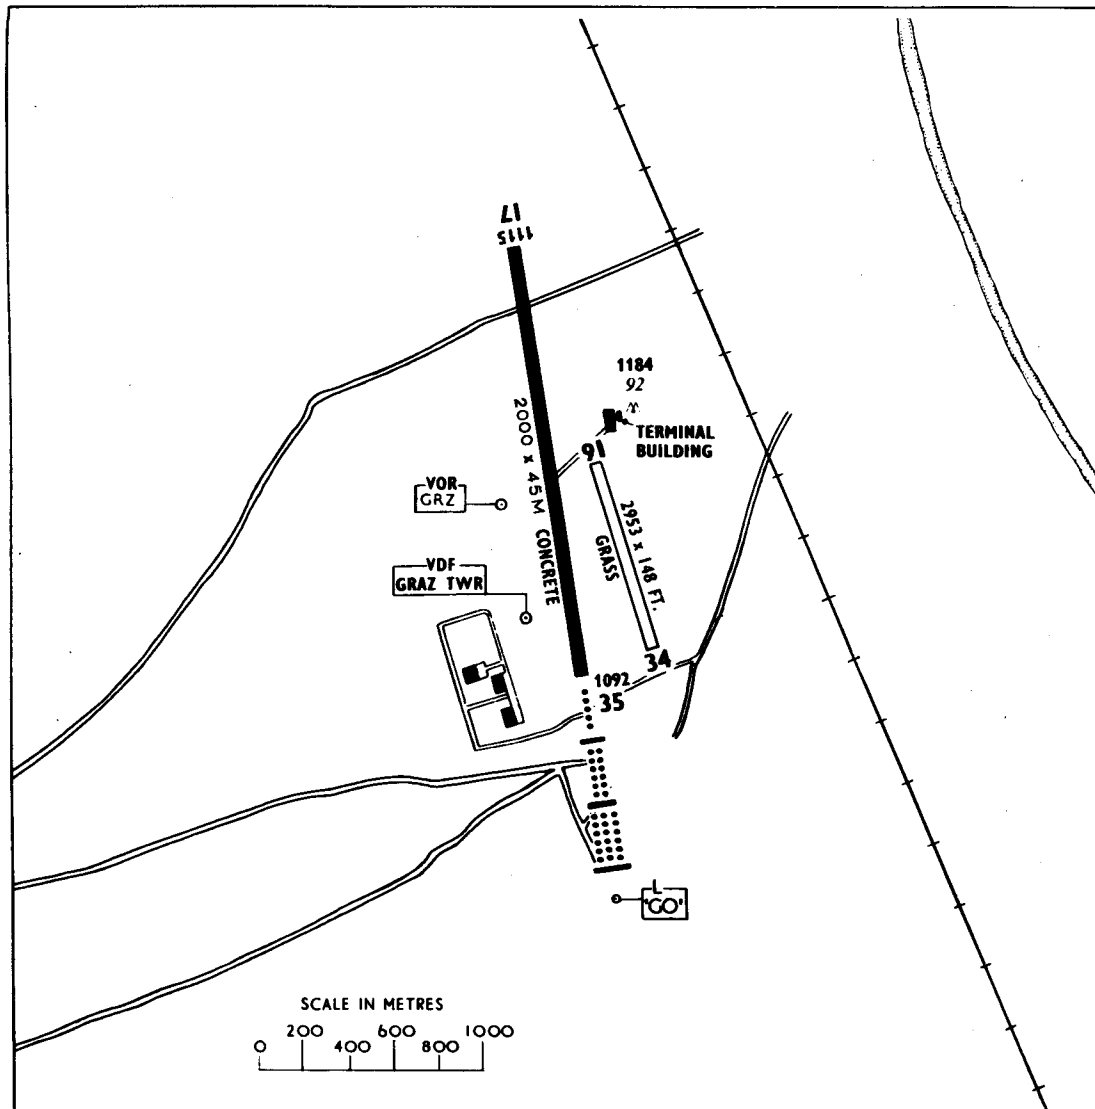 17
1115
1184
92
TERMINAL
BUILDING
16
2000 x 45M CONCRETE
VOR
GRZ
2953 x 148 FT.
GRASS
VDF
GRAZ TWR
34
1092
35
L
'GO'
SCALE IN METRES
200 600 1000
0 400 800